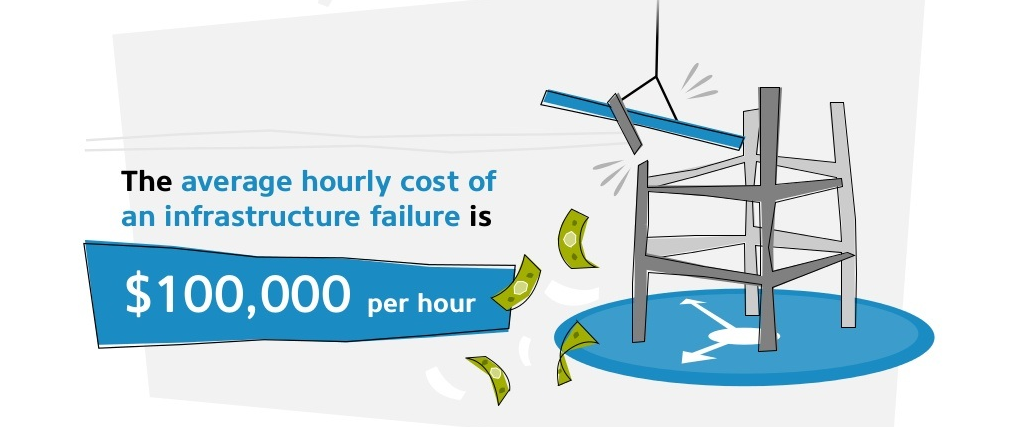 The average hourly cost of
an infrastructure failure is
$100,000 per hour